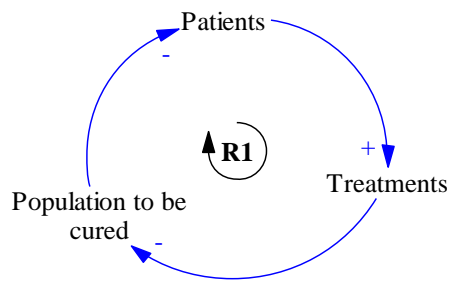 Patients
-
+
R1
Treatments
Population to be
cured
-